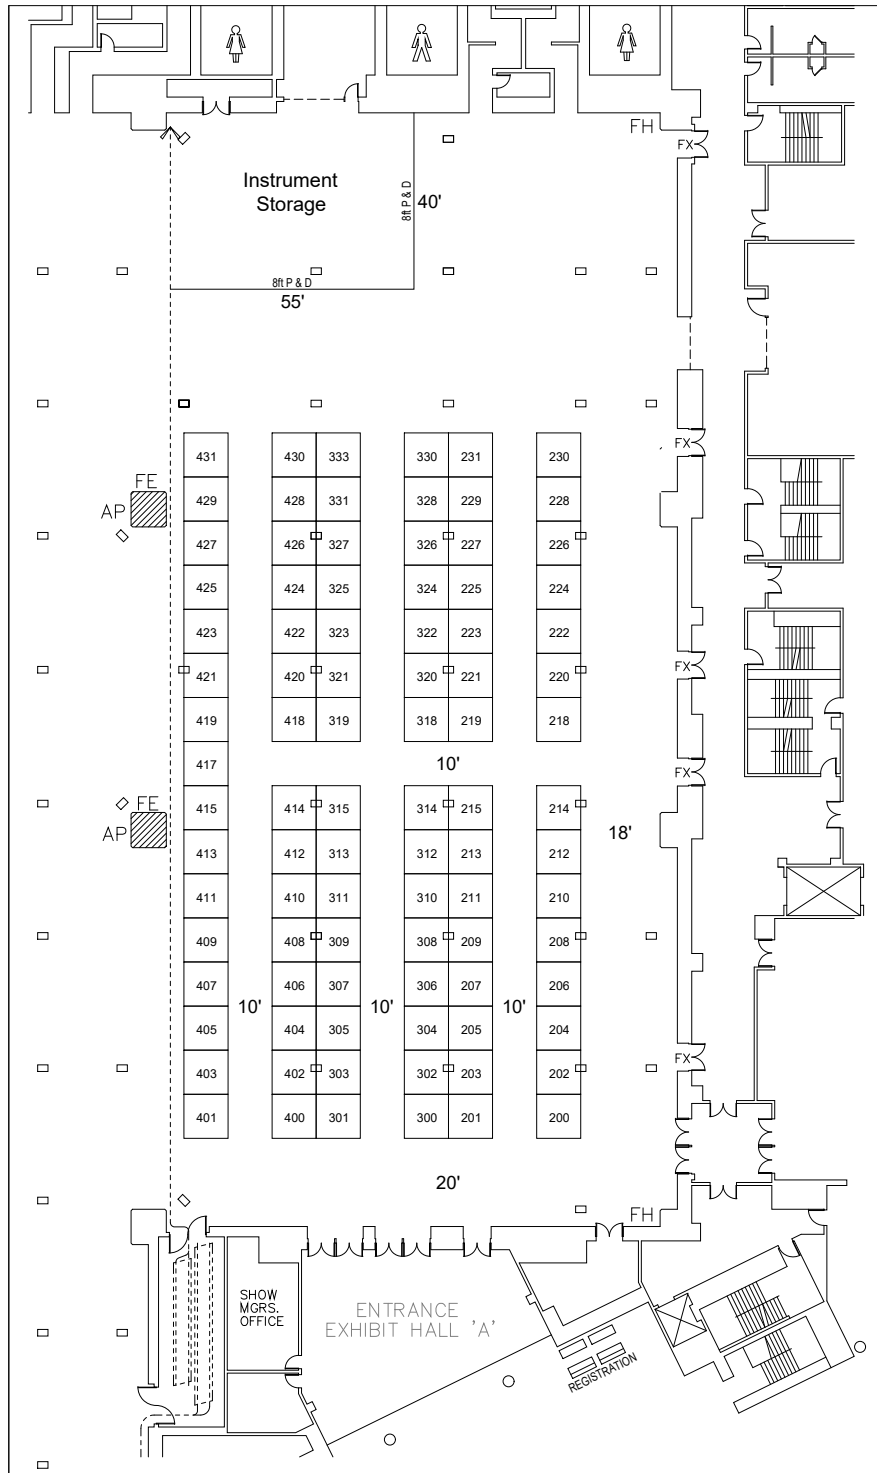 FH
FX
Instrument
Storage
8ft P & D
40'
8ft P & D
55'
FX
431 430 333 330 231 230
FE
429 428 331 328 229 228
AP
427 426 327 326 227 226
425 424 325 324 225 224
423 422 323 322 223 222
FX
421 420 321 320 221 220
419 418 319 318 219 218
417 10'
FX
FE
415 414 315 314 215 214
AP
18'
413 412 313 312 213 212
411 410 311 310 211 210
409 408 309 308 209 208
407 406 307 306 207 206
10' 10' 10'
405 404 305 304 205 204
FX
403 402 303 302 203 202
401 400 301 300 201 200
20'
FH
SHOW
MGRS.
OFFICE
ENTRANCE
EXHIBIT HALL 'A'
REGISTRATION